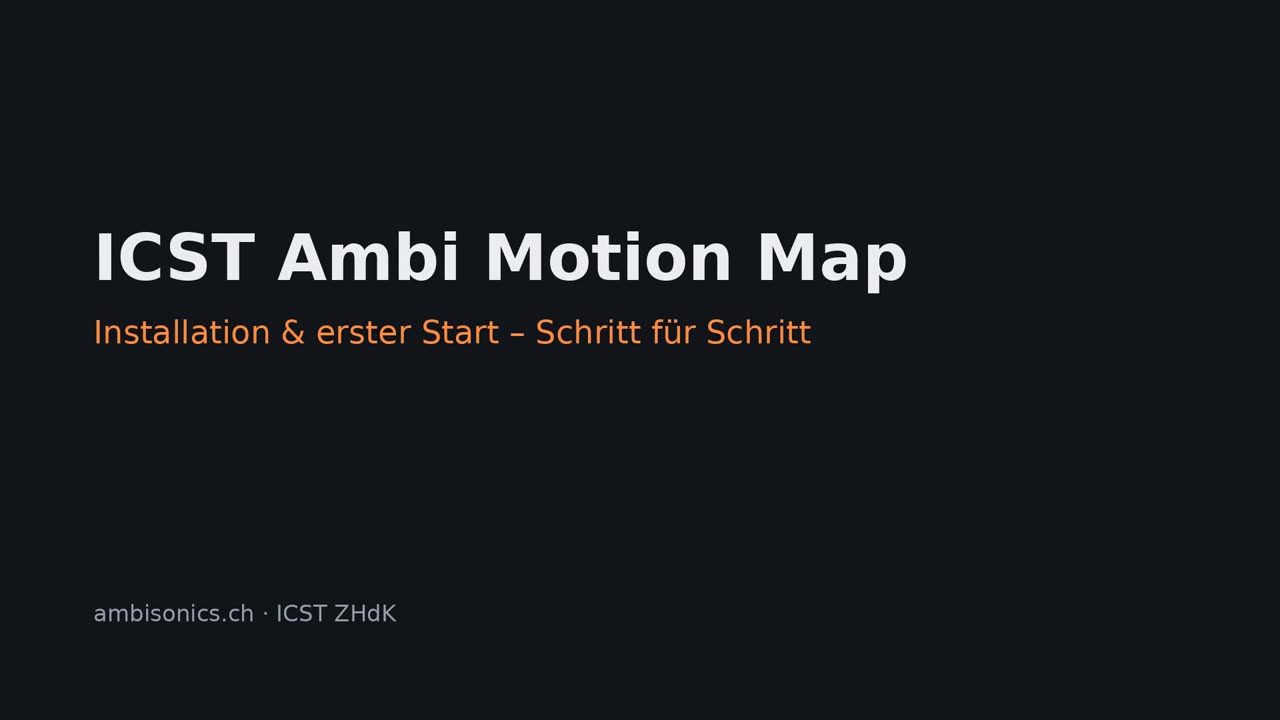 ICST Ambi Motion Map
Installation & erster Start – Schritt für Schritt
ambisonics.ch · ICST ZHdK